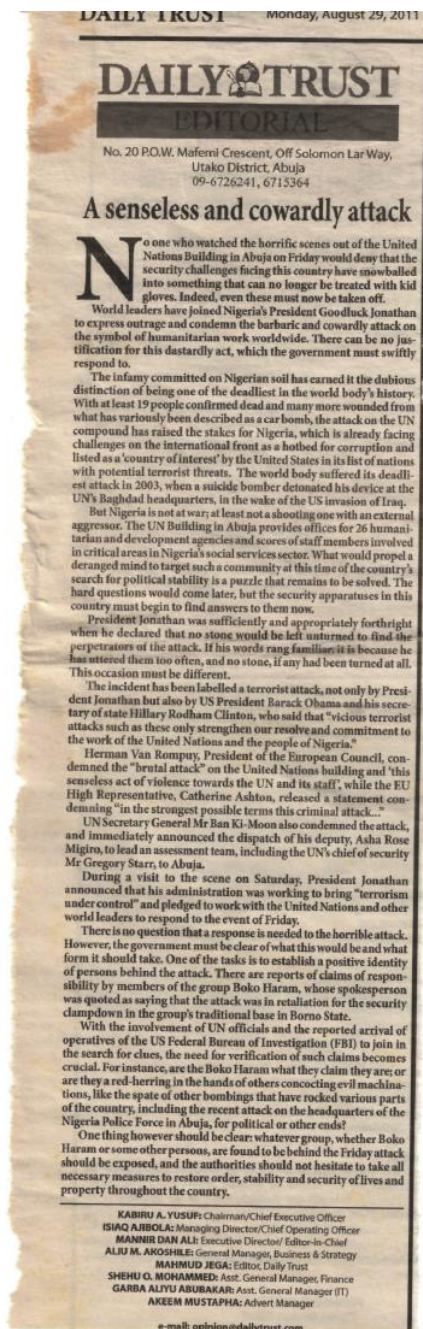 DAILY TRUST
Monday, August 29, 2011
DAILY TRUST
EDITORIAL
No. 20 P.O.W. Mafemi Crescent, Off Solomon Lar Way,
Utako District, Abuja
09-6726241, 6715364
A senseless and cowardly attack
No one who watched the horrific scenes out of the United
Nations Building in Abuja on Friday would deny that the
security challenges facing this country have snowballed
into something that can no longer be treated with kid
gloves. Indeed, even these must now be taken off.
World leaders have joined Nigeria's President Goodluck Jonathan
to express outrage and condemn the barbaric and cowardly attack on
the symbol of humanitarian work worldwide. There can be no jus-
tification for this dastardly act, which the government must swiftly
respond to.
The infamy committed on Nigerian soil has earned it the dubious
distinction of being one of the deadliest in the world body's history.
With at least 19 people confirmed dead and many more wounded from
what has variously been described as a car bomb, the attack on the UN
compound has raised the stakes for Nigeria, which is already facing
challenges on the international front as a hotbed for corruption and
listed as a 'country of interest' by the United States in its list of nations
with potential terrorist threats. The world body suffered its deadli-
est attack in 2003, when a suicide bomber detonated his device at the
UN's Baghdad headquarters, in the wake of the US invasion of Iraq.
But Nigeria is not at war; at least not a shooting one with an external
aggressor. The UN Building in Abuja provides offices for 26 humani-
tarian and development agencies and scores of staff members involved
in critical areas in Nigeria's social services sector. What would propel a
deranged mind to target such a community at this time of the country's
search for political stability is a puzzle that remains to be solved. The
hard questions would come later, but the security apparatuses in this
country must begin to find answers to them now.
President Jonathan was sufficiently and appropriately forthright
when he declared that no stone would be left unturned to find the
perpetrators of the attack. If his words rang familiar, it is because he
has uttered them too often, and no stone, if any had been turned at all.
This occasion must be different.
The incident has been labelled a terrorist attack, not only by Presi-
dent Jonathan but also by US President Barack Obama and his secre-
tary of state Hillary Rodham Clinton, who said that "vicious terrorist
attacks such as these only strengthen our resolve and commitment to
the work of the United Nations and the people of Nigeria."
Herman Van Rompuy, President of the European Council, con-
demned the "brutal attack" on the United Nations building and 'this
senseless act of violence towards the UN and its staff', while the EU
High Representative, Catherine Ashton, released a statement con-
demning "in the strongest possible terms this criminal attack..."
UN Secretary General Mr Ban Ki-Moon also condemned the attack,
and immediately announced the dispatch of his deputy, Asha Rose
Migiro, to lead an assessment team, including the UN's chief of security
Mr Gregory Starr, to Abuja.
During a visit to the scene on Saturday, President Jonathan
announced that his administration was working to bring "terrorism
under control" and pledged to work with the United Nations and other
world leaders to respond to the event of Friday.
There is no question that a response is needed to the horrible attack.
However, the government must be clear of what this would be and what
form it should take. One of the tasks is to establish a positive identity
of persons behind the attack. There are reports of claims of respon-
sibility by members of the group Boko Haram, whose spokesperson
was quoted as saying that the attack was in retaliation for the security
clampdown in the group's traditional base in Borno State.
With the involvement of UN officials and the reported arrival of
operatives of the US Federal Bureau of Investigation (FBI) to join in
the search for clues, the need for verification of such claims becomes
crucial. For instance, are the Boko Haram what they claim they are; or
are they a red-herring in the hands of others concocting evil machina-
tions, like the spate of other bombings that have rocked various parts
of the country, including the recent attack on the headquarters of the
Nigeria Police Force in Abuja, for political or other ends?
One thing however should be clear: whatever group, whether Boko
Haram or some other persons, are found to be behind the Friday attack
should be exposed, and the authorities should not hesitate to take all
necessary measures to restore order, stability and security of lives and
property throughout the country.
KABIRU A. YUSUF: Chairman/Chief Executive Officer
ISIAQ AJIBOLA: Managing Director/Chief Operating Officer
MANNIR DAN ALI: Executive Director/ Editor-in-Chief
ALIU M. AKOSHILE: General Manager, Business & Strategy
MAHMUD JEGA: Editor, Daily Trust
SHEHU O. MOHAMMED: Asst. General Manager, Finance
GARBA ALIYU ABUBAKAR: Asst. General Manager (IT)
AKEEM MUSTAPHA: Advert Manager
e-mail: opinion@dailytrust.com